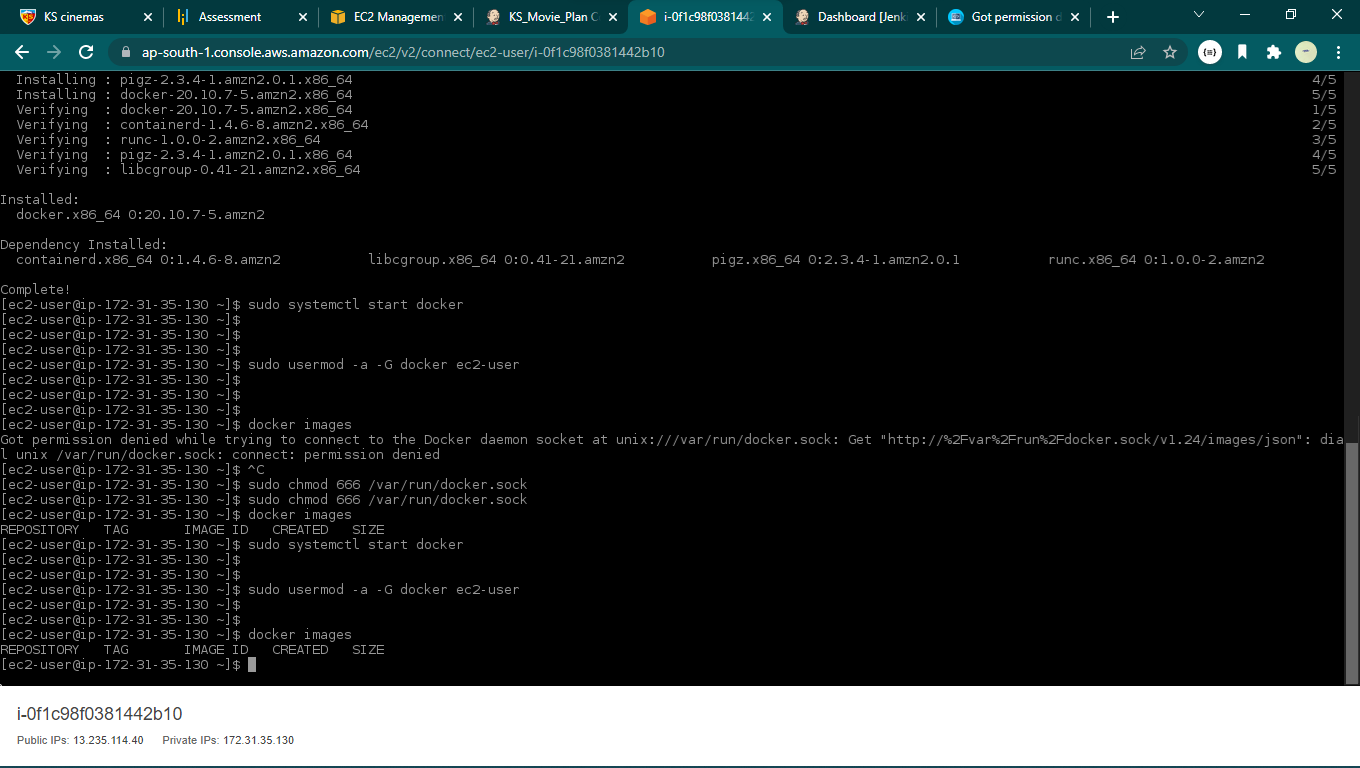 KS cinemas
Assessment
EC2 Managemen
KS_Movie_Plan C
i-0f1c98f0381442
Dashboard [Jenk
Got permission d
ap-south-1.console.aws.amazon.com/ec2/v2/connect/ec2-user/i-0f1c98f0381442b10
Installing : pigz-2.3.4-1.amzn2.0.1.x86_64 4/5
Installing : docker-20.10.7-5.amzn2.x86_64 5/5
Verifying : docker-20.10.7-5.amzn2.x86_64 1/5
Verifying : containerd-1.4.6-8.amzn2.x86_64 2/5
Verifying : runc-1.0.0-2.amzn2.x86_64 3/5
Verifying : pigz-2.3.4-1.amzn2.0.1.x86_64 4/5
Verifying : libcgroup-0.41-21.amzn2.x86_64 5/5
Installed:
docker.x86_64 0:20.10.7-5.amzn2
Dependency Installed:
containerd.x86_64 0:1.4.6-8.amzn2 libcgroup.x86_64 0:0.41-21.amzn2 pigz.x86_64 0:2.3.4-1.amzn2.0.1 runc.x86_64 0:1.0.0-2.amzn2
Complete!
[ec2-user@ip-172-31-35-130 ~]$ sudo systemctl start docker
[ec2-user@ip-172-31-35-130 ~]$
[ec2-user@ip-172-31-35-130 ~]$
[ec2-user@ip-172-31-35-130 ~]$
[ec2-user@ip-172-31-35-130 ~]$ sudo usermod -a -G docker ec2-user
[ec2-user@ip-172-31-35-130 ~]$
[ec2-user@ip-172-31-35-130 ~]$
[ec2-user@ip-172-31-35-130 ~]$
[ec2-user@ip-172-31-35-130 ~]$ docker images
Got permission denied while trying to connect to the Docker daemon socket at unix:///var/run/docker.sock: Get "http://%2Fvar%2Frun%2Fdocker.sock/v1.24/images/json": dia
l unix /var/run/docker.sock: connect: permission denied
[ec2-user@ip-172-31-35-130 ~]$ ^C
[ec2-user@ip-172-31-35-130 ~]$ sudo chmod 666 /var/run/docker.sock
[ec2-user@ip-172-31-35-130 ~]$ sudo chmod 666 /var/run/docker.sock
[ec2-user@ip-172-31-35-130 ~]$ docker images
REPOSITORY TAG IMAGE ID CREATED SIZE
[ec2-user@ip-172-31-35-130 ~]$ sudo systemctl start docker
[ec2-user@ip-172-31-35-130 ~]$
[ec2-user@ip-172-31-35-130 ~]$
[ec2-user@ip-172-31-35-130 ~]$ sudo usermod -a -G docker ec2-user
[ec2-user@ip-172-31-35-130 ~]$
[ec2-user@ip-172-31-35-130 ~]$
[ec2-user@ip-172-31-35-130 ~]$ docker images
REPOSITORY TAG IMAGE ID CREATED SIZE
[ec2-user@ip-172-31-35-130 ~]$
i-0f1c98f0381442b10
Public IPs: 13.235.114.40 Private IPs: 172.31.35.130